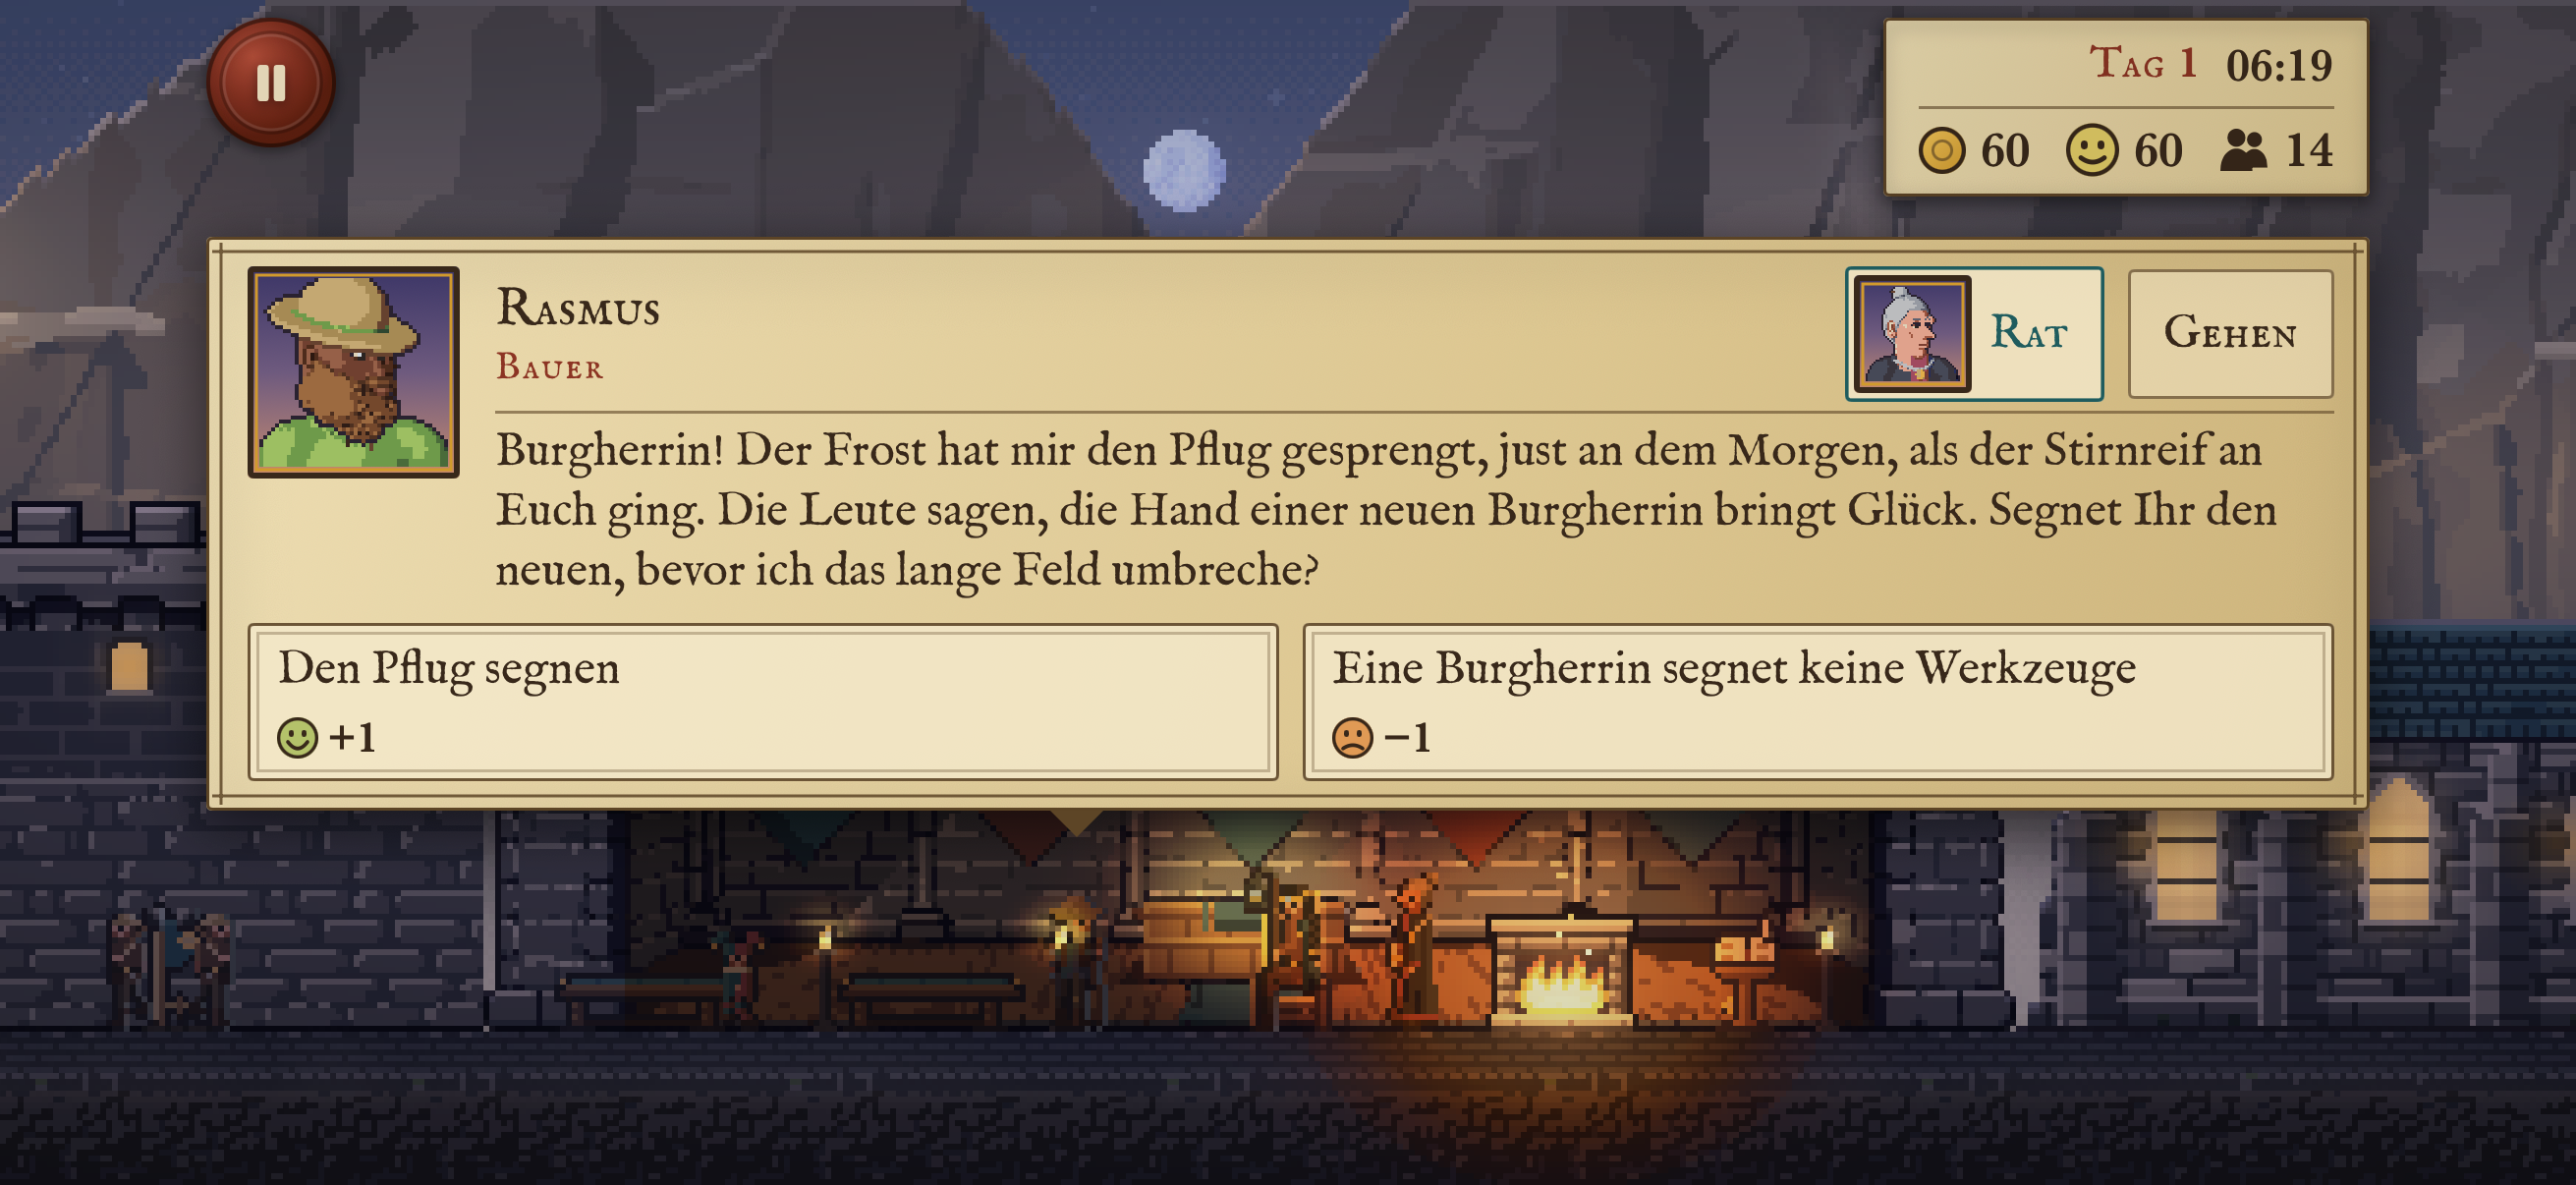 Tag 1 06:19
60 60 14
Rasmus
Bauer
Rat
Gehen
Burgherrin! Der Frost hat mir den Pflug gesprengt, just an dem Morgen, als der Stirnreif an
Euch ging. Die Leute sagen, die Hand einer neuen Burgherrin bringt Glück. Segnet Ihr den
neuen, bevor ich das lange Feld umbreche?
Den Pflug segnen
+1
Eine Burgherrin segnet keine Werkzeuge
−1